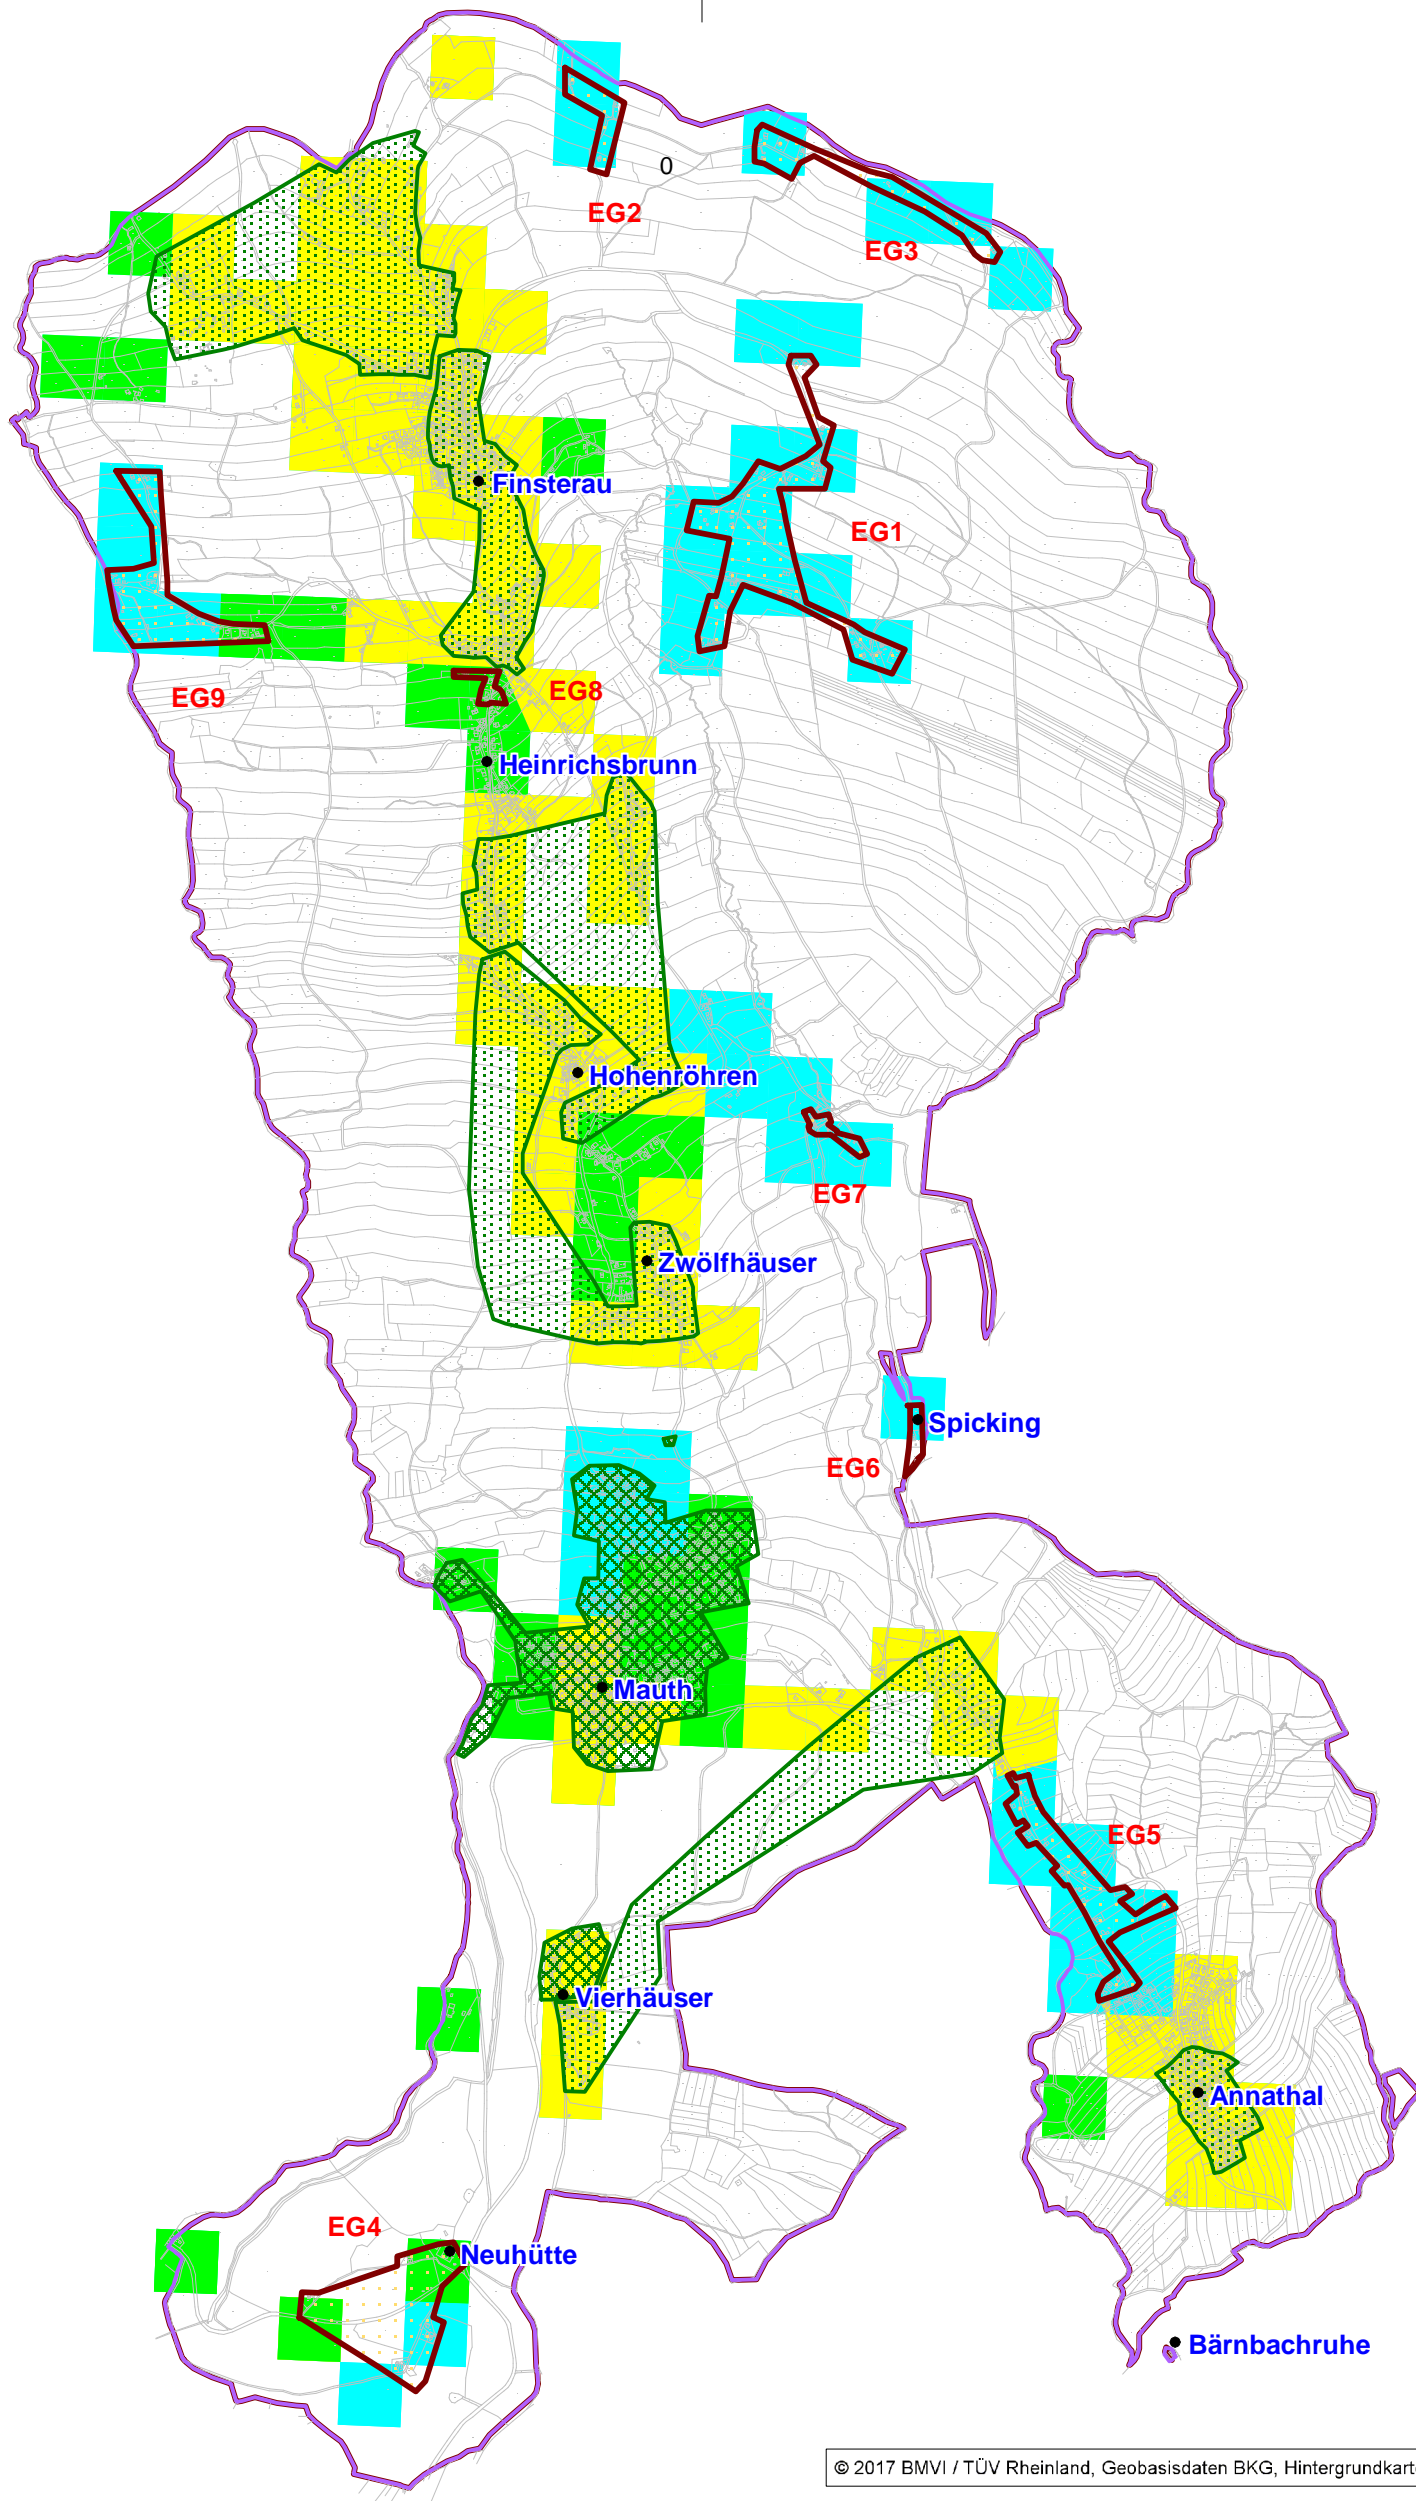 0
EG2
EG3
Finsterau
EG1
EG9
EG8
Heinrichsbrunn
Hohenröhren
EG7
Zwölfhäuser
Spicking
EG6
Mauth
EG5
Vierhäuser
Annathal
EG4
Neuhütte
Bärnbachruhe
© 2017 BMVI / TÜV Rheinland, Geobasisdaten BKG, Hintergrundkarte